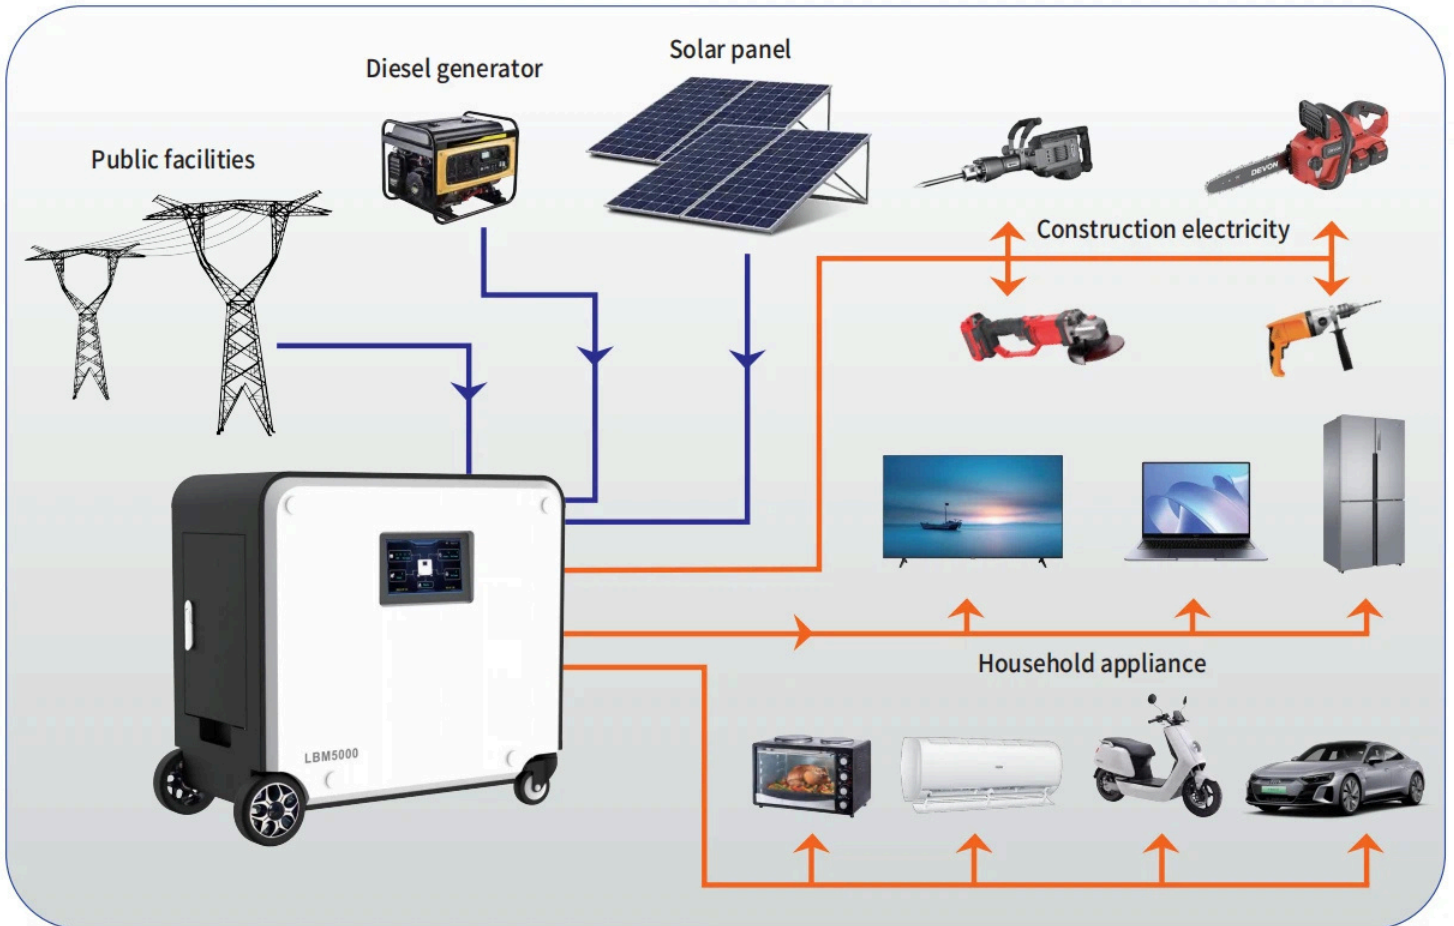 Solar panel
Diesel generator
Public facilities
DEVON
Construction electricity
Household appliance
LBM5000